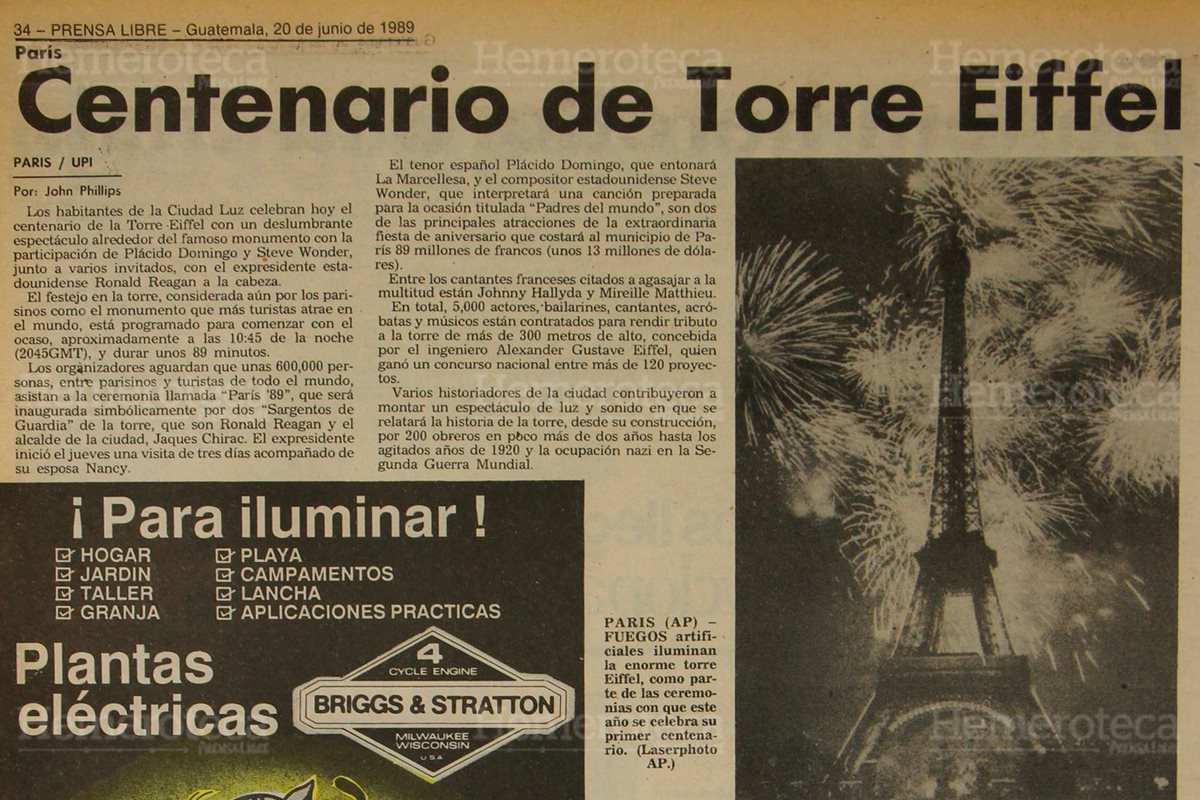 34 – PRENSA LIBRE – Guatemala, 20 de junio de 1989
París
Centenario de Torre Eiffel
PARIS / UPI
Por: John Phillips
Los habitantes de la Ciudad Luz celebran hoy el
centenario de la Torre Eiffel con un deslumbrante
espectáculo alrededor del famoso monumento con la
participación de Plácido Domingo y Steve Wonder,
junto a varios invitados, con el expresidente esta-
dounidense Ronald Reagan a la cabeza.
El festejo en la torre, considerada aún por los pari-
sinos como el monumento que más turistas atrae en
el mundo, está programado para comenzar con el
ocaso, aproximadamente a las 10:45 de la noche
(2045GMT), y durar unos 89 minutos.
Los organizadores aguardan que unas 600,000 per-
sonas, entre parisinos y turistas de todo el mundo,
asistan a la ceremonia llamada "París '89", que será
inaugurada simbólicamente por dos "Sargentos de
Guardia" de la torre, que son Ronald Reagan y el
alcalde de la ciudad, Jaques Chirac. El expresidente
inició el jueves una visita de tres días acompañado de
su esposa Nancy.
El tenor español Plácido Domingo, que entonará
La Marcellesa, y el compositor estadounidense Steve
Wonder, que interpretará una canción preparada
para la ocasión titulada "Padres del mundo", son dos
de las principales atracciones de la extraordinaria
fiesta de aniversario que costará al municipio de Pa-
rís 89 millones de francos (unos 13 millones de dóla-
res).
Entre los cantantes franceses citados a agasajar a la
multitud están Johnny Hallyda y Mireille Matthieu.
En total, 5,000 actores, bailarines, cantantes, acró-
batas y músicos están contratados para rendir tributo
a la torre de más de 300 metros de alto, concebida
por el ingeniero Alexander Gustave Eiffel, quien
ganó un concurso nacional entre más de 120 proyec-
tos.
Varios historiadores de la ciudad contribuyeron a
montar un espectáculo de luz y sonido en que se
relatará la historia de la torre, desde su construcción,
por 200 obreros en poco más de dos años hasta los
agitados años de 1920 y la ocupación nazi en la Se-
gunda Guerra Mundial.
PARIS (AP) –
FUEGOS artifi-
ciales iluminan
la enorme torre
Eiffel, como par-
te de las ceremo-
nias con que este
año se celebra su
primer centena-
rio. (Laserphoto
AP.)
¡ Para iluminar !
HOGAR
JARDIN
TALLER
GRANJA
PLAYA
CAMPAMENTOS
LANCHA
APLICACIONES PRACTICAS
Plantas
eléctricas
4
CYCLE ENGINE
BRIGGS & STRATTON
MILWAUKEE
WISCONSIN
USA
Hemeroteca
PRENSA LIBRE